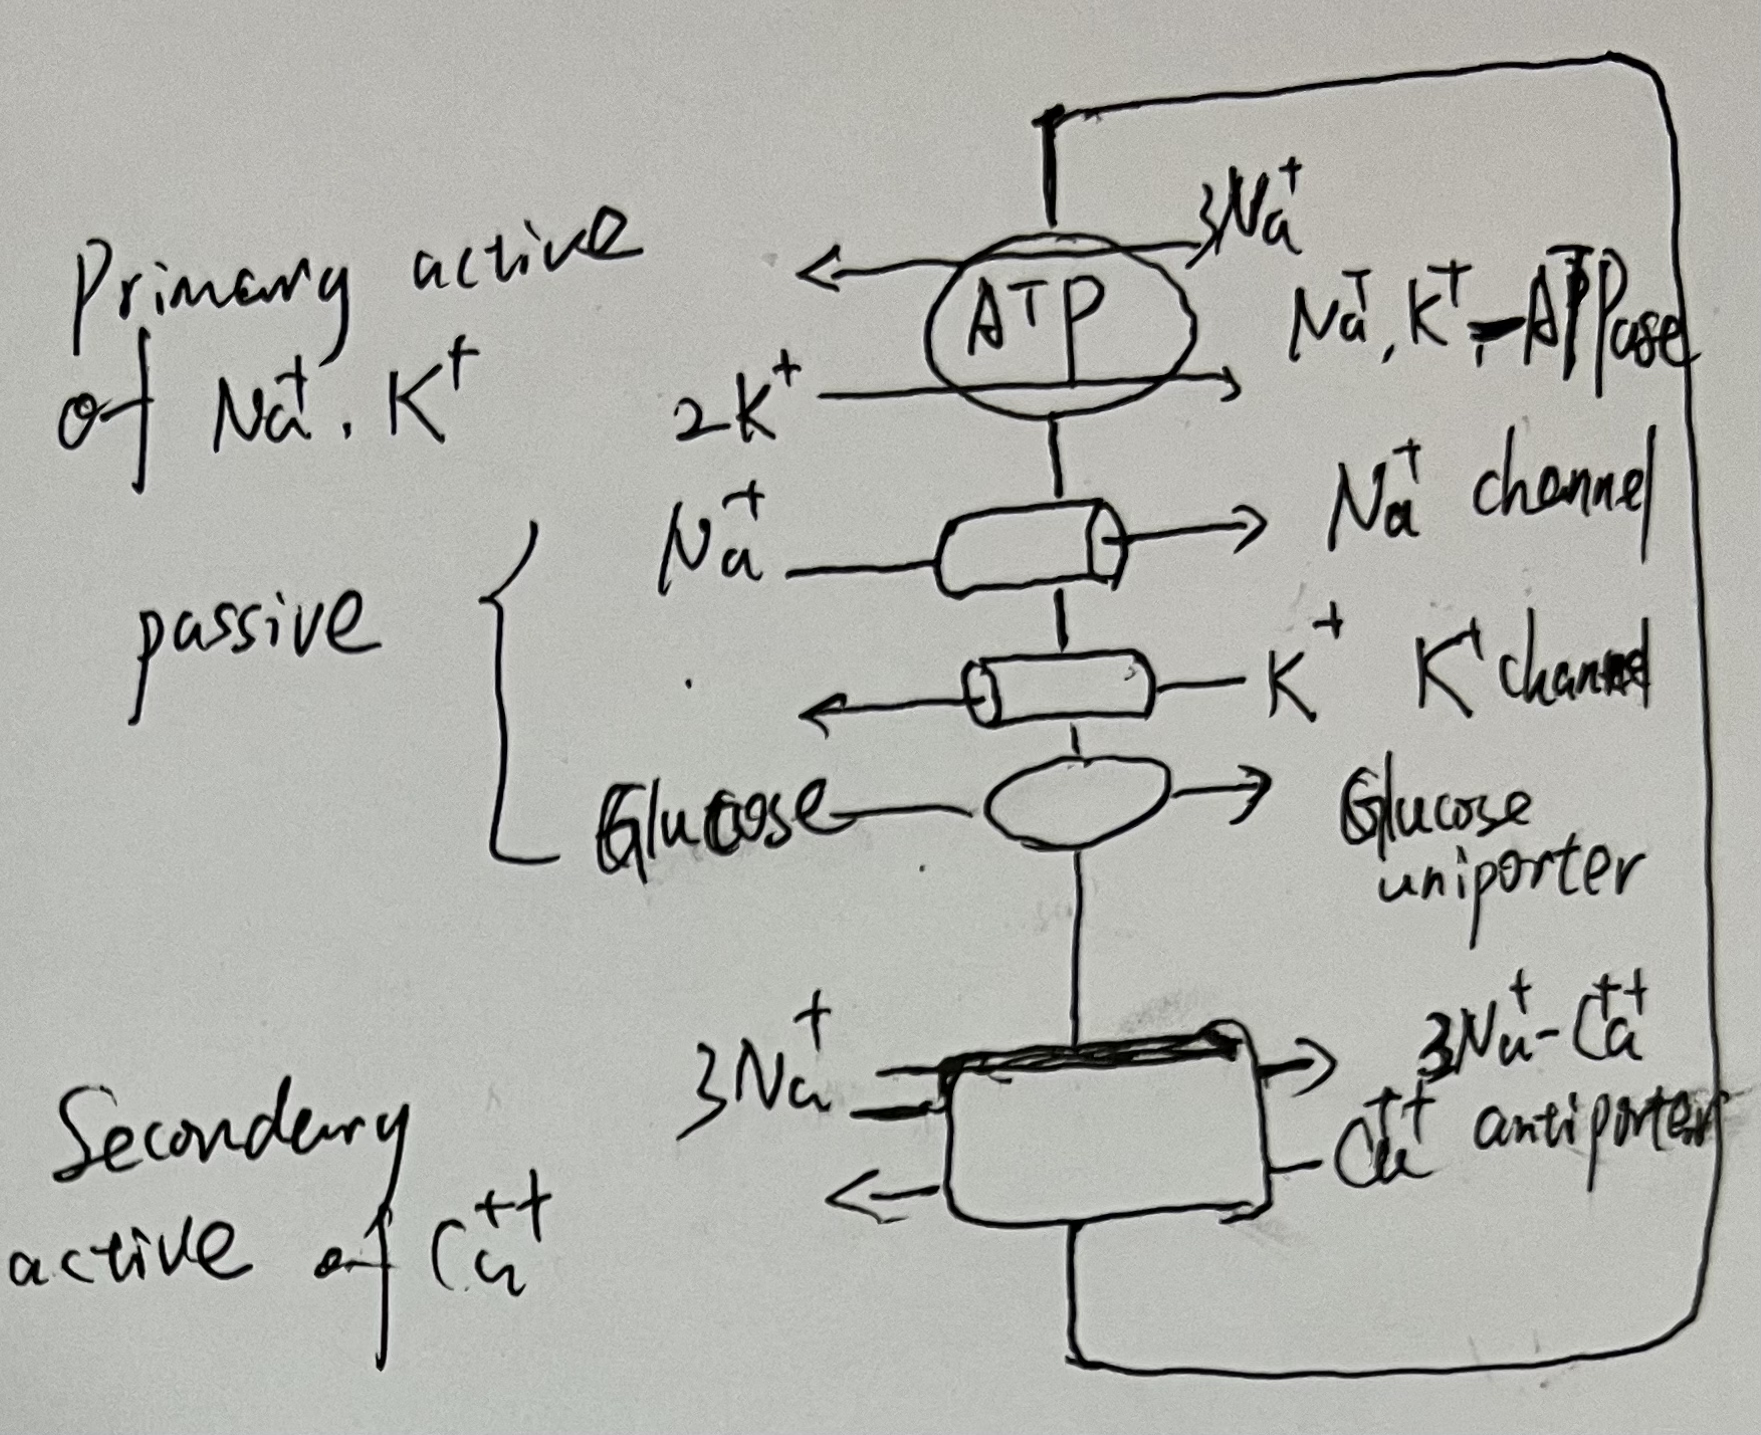 3Na⁺
Primary active
of Na⁺, K⁺
ATP
Na⁺, K⁺-ATPase
2K⁺
Na⁺
Na⁺ channel
passive
K⁺
K⁺ channel
Glucose
Glucose
uniporter
3Na⁺
3Na⁺-Ca⁺⁺
Ca⁺⁺
antiporter
Secondary
active of Ca⁺⁺